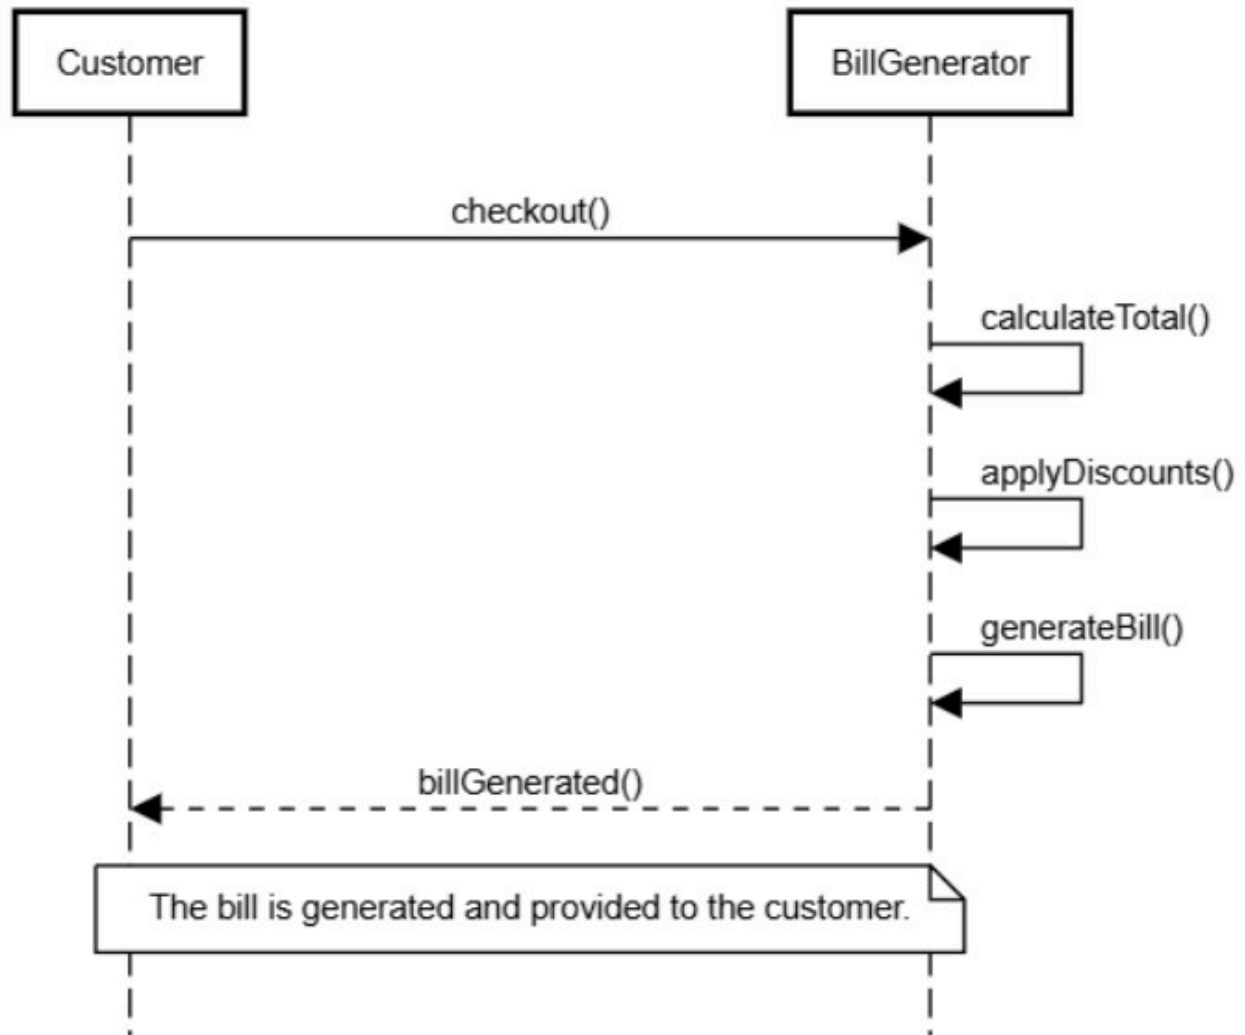 Customer
BillGenerator
checkout()
calculateTotal()
applyDiscounts()
generateBill()
billGenerated()
The bill is generated and provided to the customer.